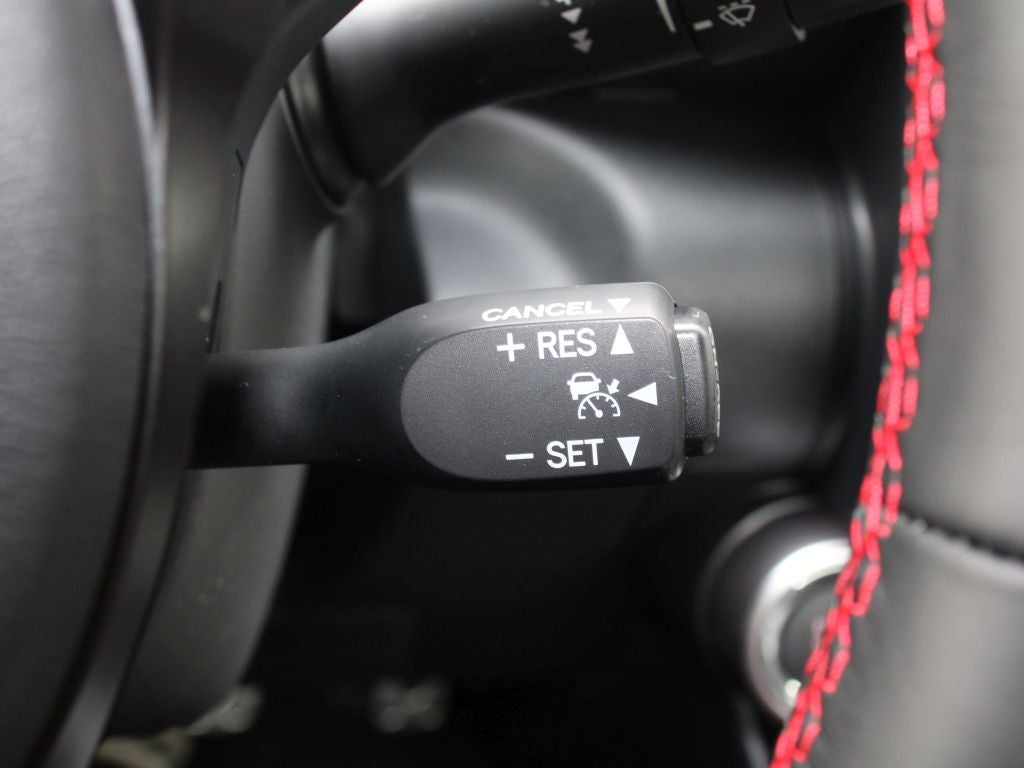 CANCEL ▼
+ RES ▲
◀
− SET ▼